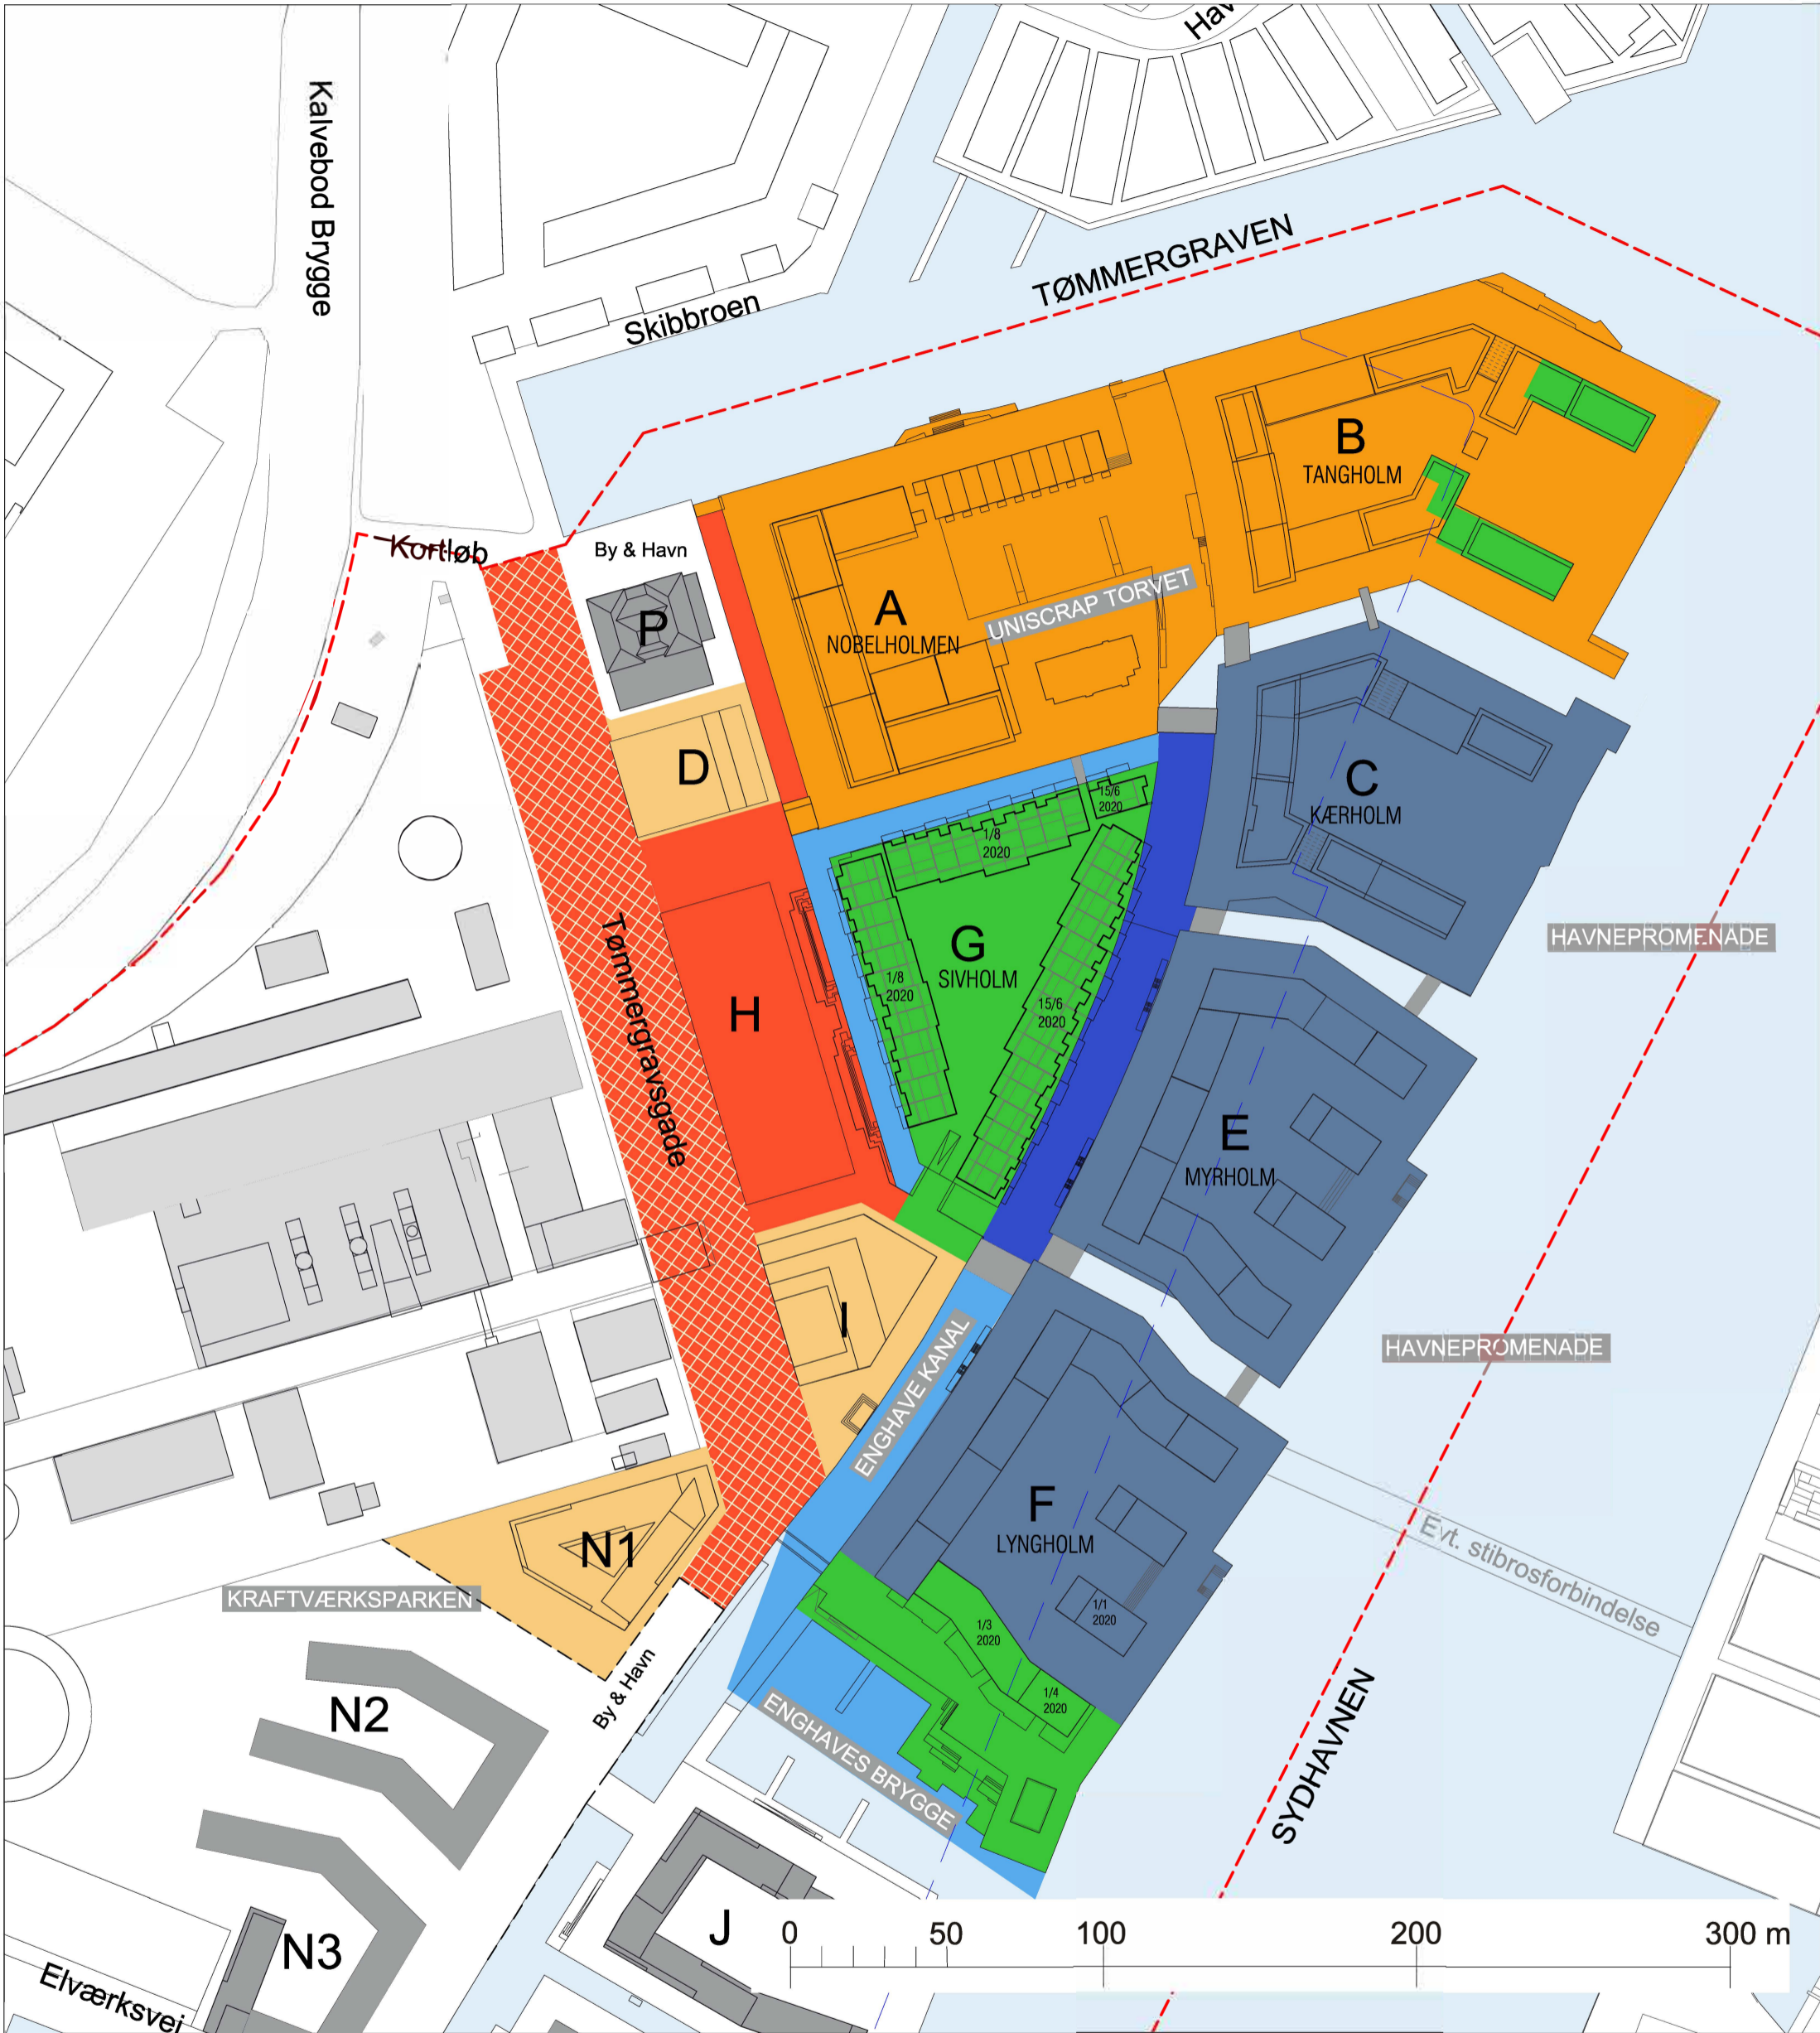 Hav
Kalvebod Brygge
TØMMERGRAVEN
Skibbroen
B
TANGHOLM
Kortløb
By & Havn
P
A
NOBELHOLMEN
UNISCRAP TORVET
D
C
KÆRHOLM
15/6
2020
1/8
2020
G
SIVHOLM
HAVNEPROMENADE
1/8
2020
15/6
2020
H
Tømmergravsgade
E
MYRHOLM
I
ENGHAVE KANAL
HAVNEPROMENADE
F
LYNGHOLM
Evt. stibrosforbindelse
N1
KRAFTVÆRKSPARKEN
1/1
2020
1/3
2020
1/4
2020
By & Havn
N2
ENGHAVES BRYGGE
SYDHAVNEN
J
N3
Elværksvej
0 50 100 200 300 m